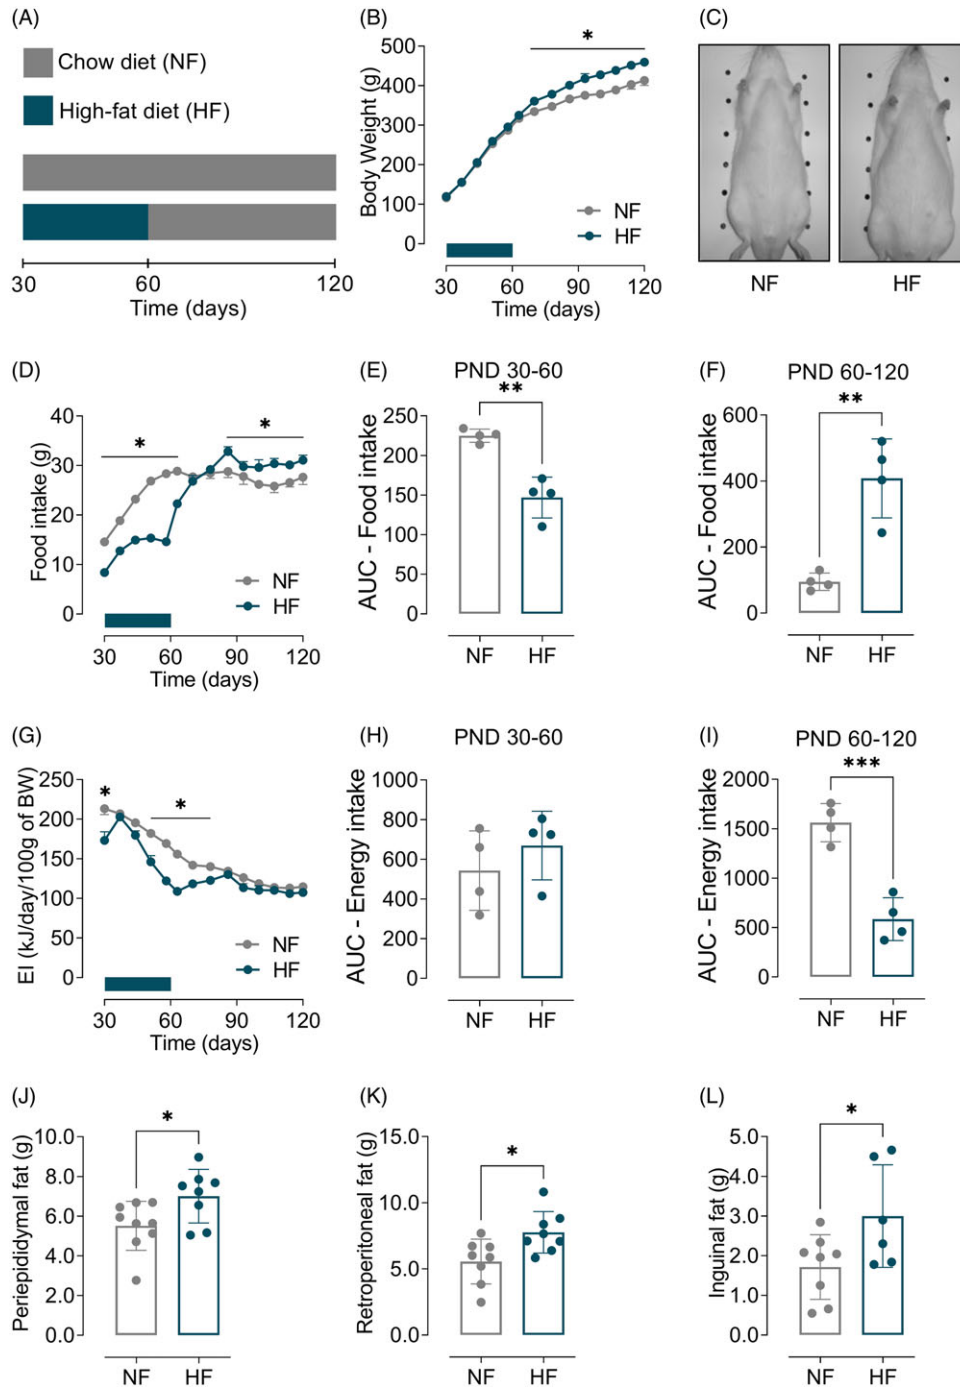 (A)
Chow diet (NF)
High-fat diet (HF)
30 60 120
Time (days)
(B)
Body Weight (g)
500
400
300
200
100
0
*
NF
HF
30 60 90 120
Time (days)
(C)
NF HF
(D)
Food intake (g)
40
30
20
10
0
* *
NF
HF
30 60 90 120
Time (days)
(E)
PND 30-60
**
AUC - Food intake
250
200
150
100
50
0
NF HF
(F)
PND 60-120
**
AUC - Food intake
600
400
200
0
NF HF
(G)
EI (kJ/day/100g of BW)
250
200
150
100
50
0
* *
NF
HF
30 60 90 120
Time (days)
(H)
PND 30-60
AUC - Energy intake
1000
800
600
400
200
0
NF HF
(I)
PND 60-120
***
AUC - Energy intake
2000
1500
1000
500
0
NF HF
(J)
*
Periepididymal fat (g)
10.0
8.0
6.0
4.0
2.0
0.0
NF HF
(K)
*
Retroperitoneal fat (g)
15.0
10.0
5.0
0.0
NF HF
(L)
*
Inguinal fat (g)
5.0
4.0
3.0
2.0
1.0
0.0
NF HF